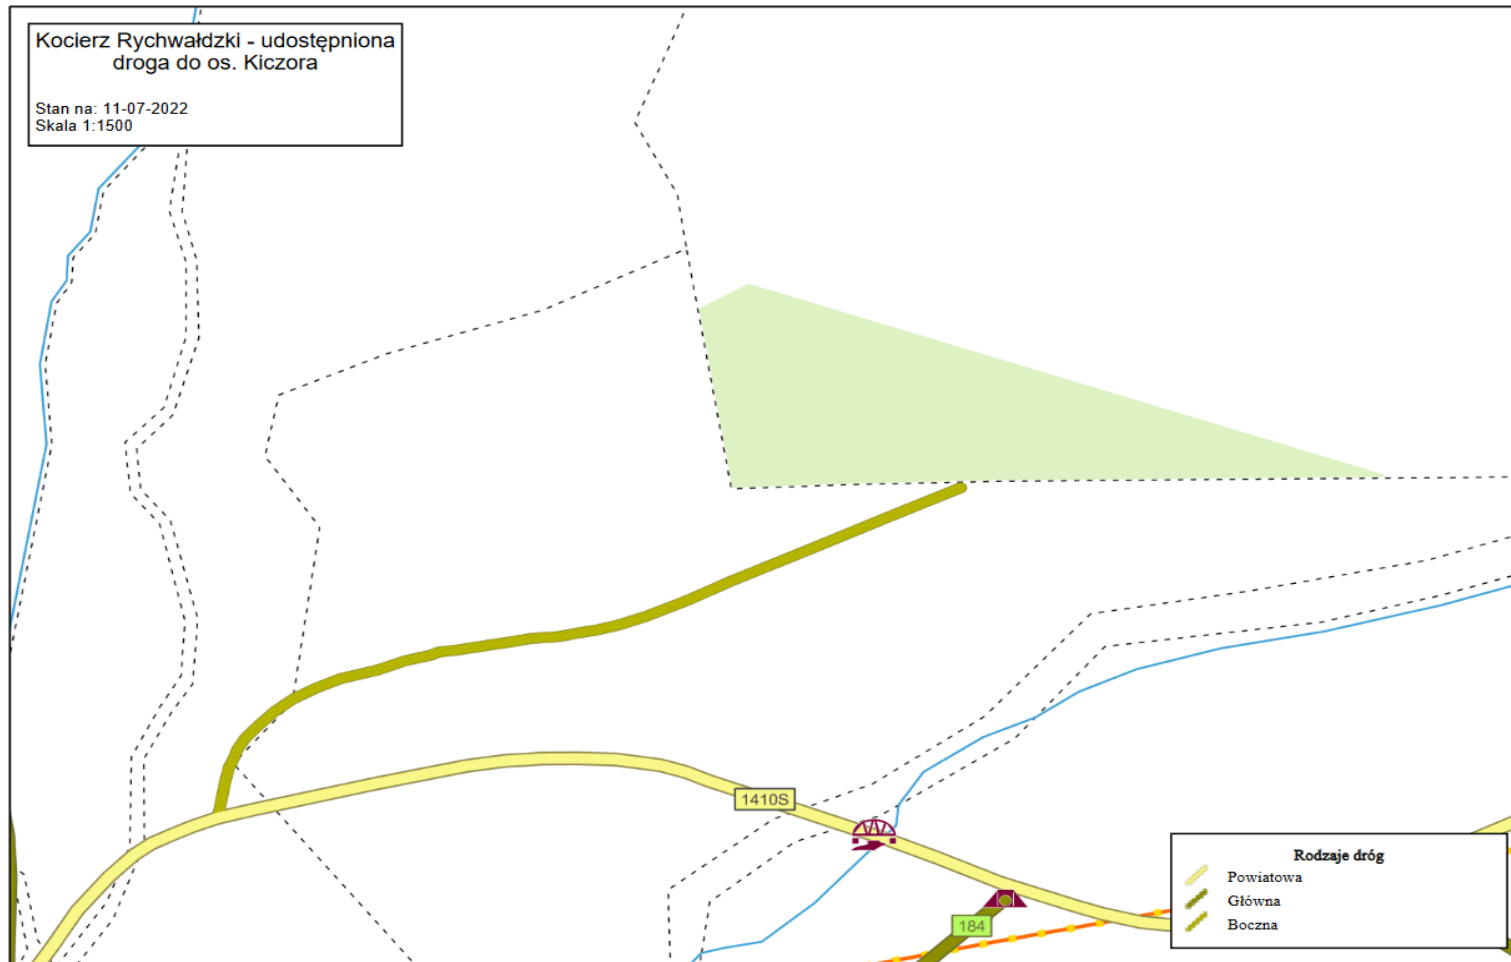 Kocierz Rychwałdzki - udostępniona
droga do os. Kiczora
Stan na: 11-07-2022
Skala 1:1500
1410S
184
Rodzaje dróg
Powiatowa
Główna
Boczna